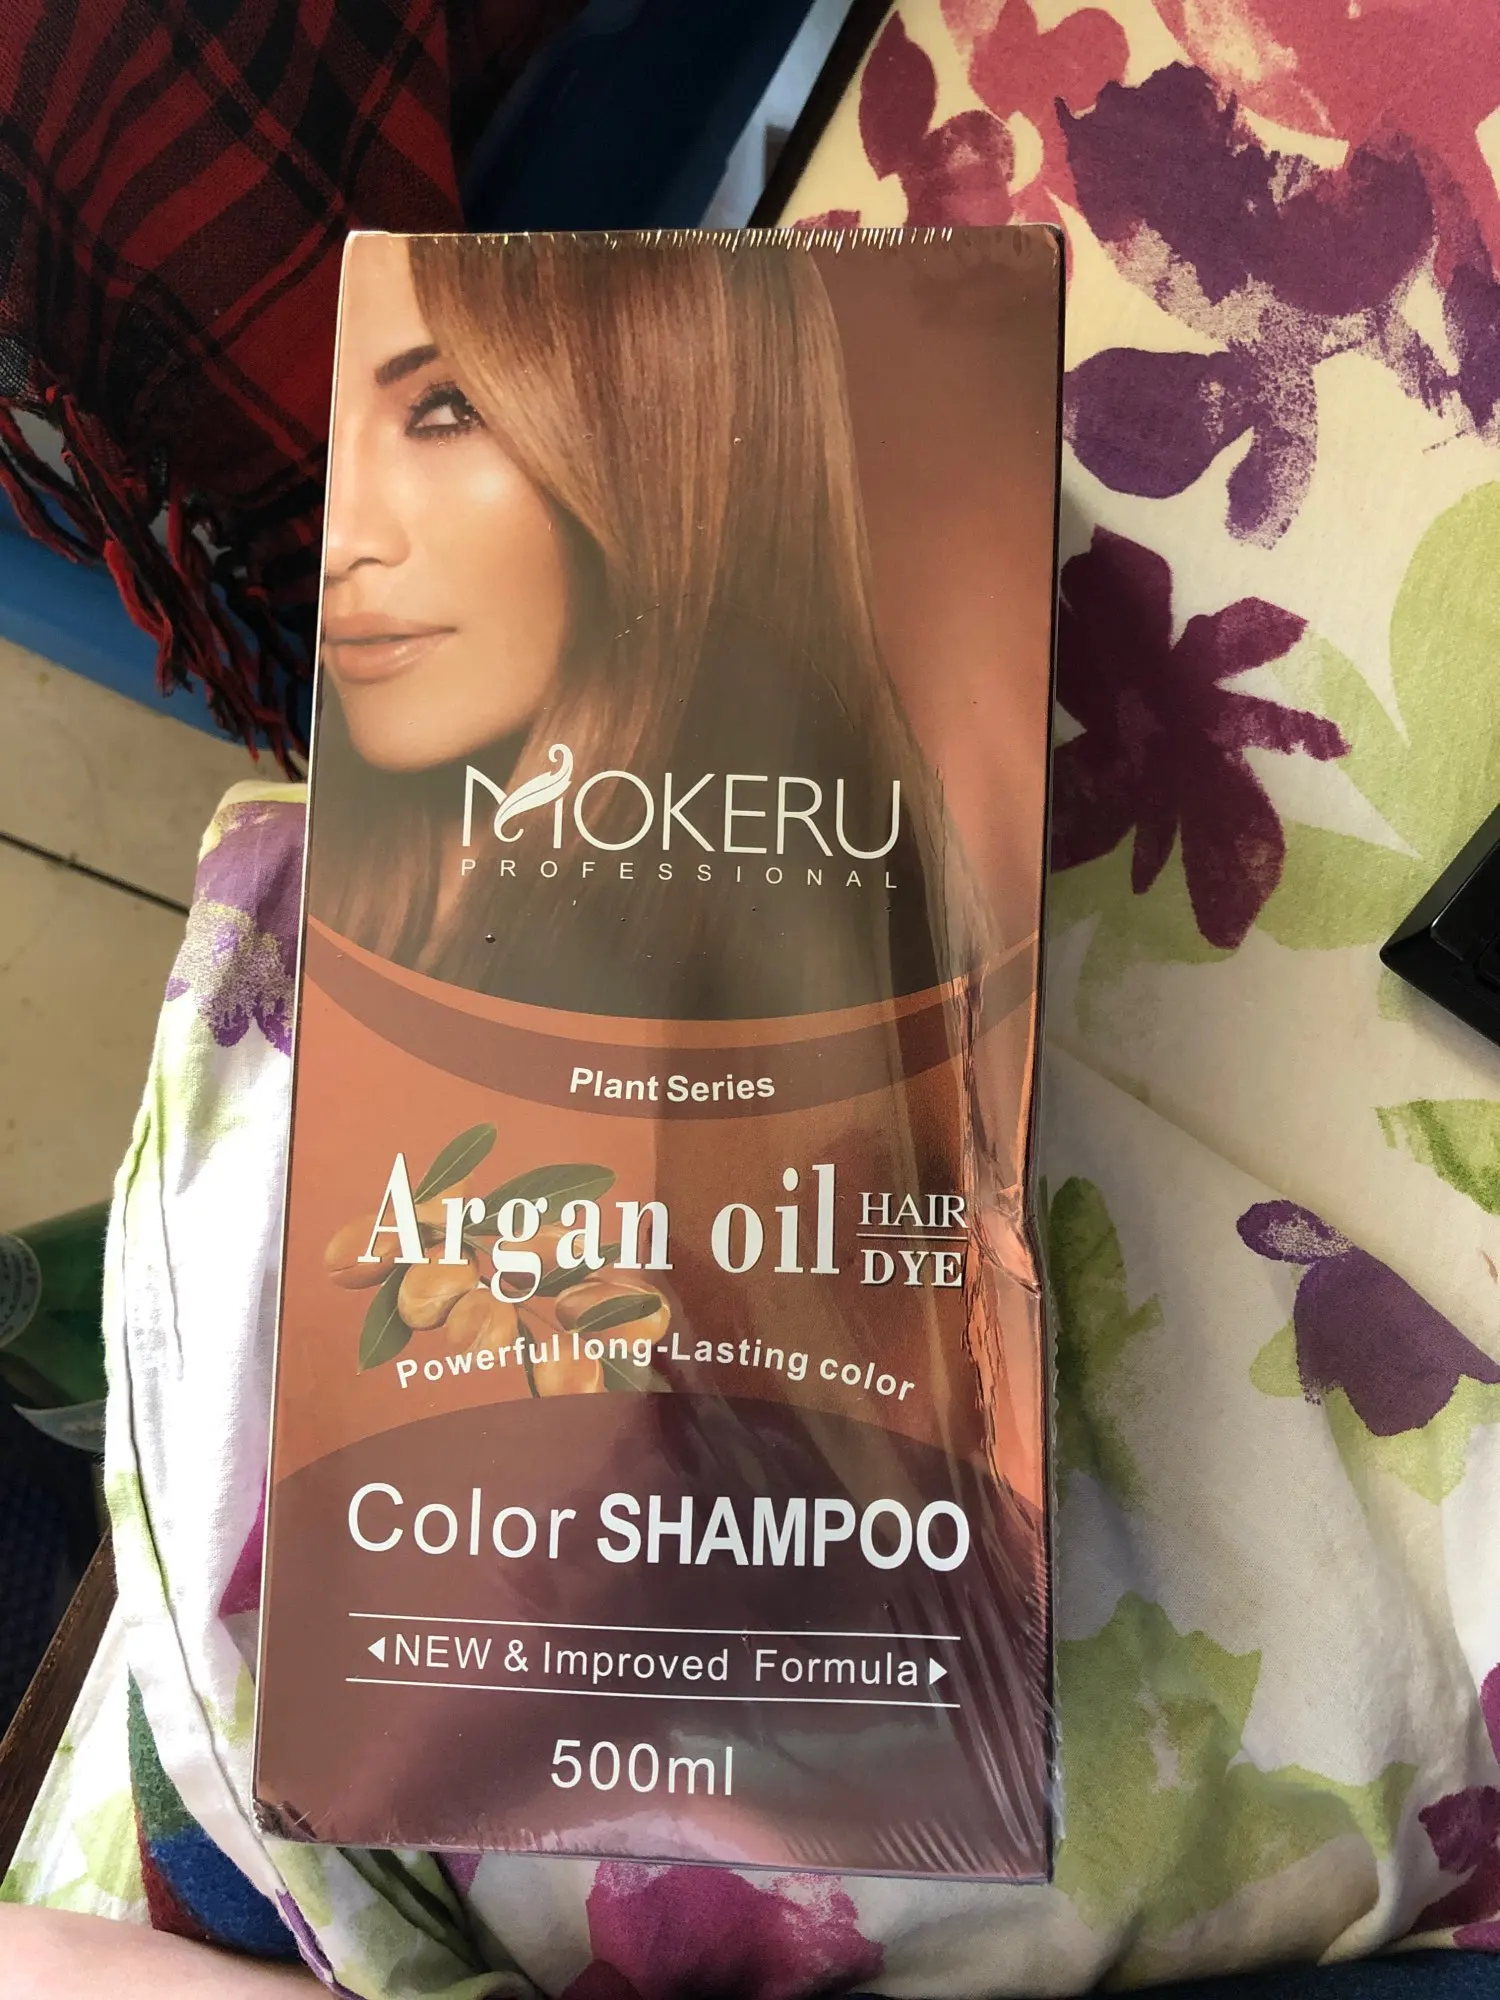 MOKERU
PROFESSIONAL
Plant Series
Argan oil HAIR DYE
Powerful long-Lasting color
Color SHAMPOO
NEW & Improved Formula
500ml